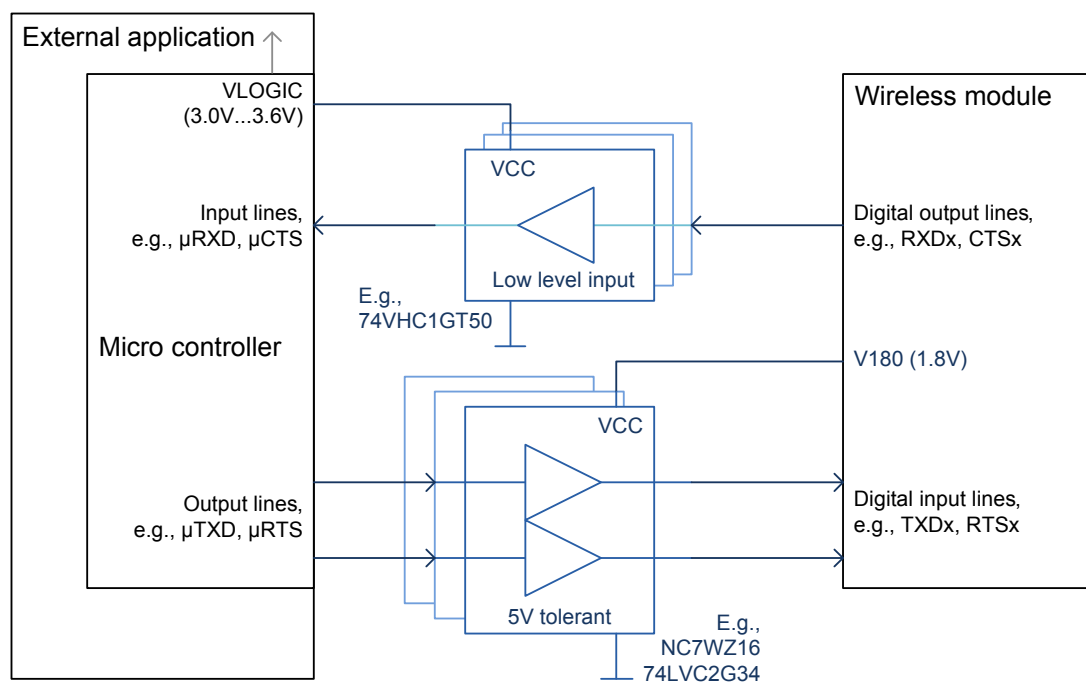 External application
VLOGIC
(3.0V...3.6V)
Wireless module
VCC
Input lines,
e.g., µRXD, µCTS
Digital output lines,
e.g., RXDx, CTSx
Low level input
E.g.,
74VHC1GT50
Micro controller
V180 (1.8V)
VCC
Output lines,
e.g., µTXD, µRTS
Digital input lines,
e.g., TXDx, RTSx
5V tolerant
E.g.,
NC7WZ16
74LVC2G34